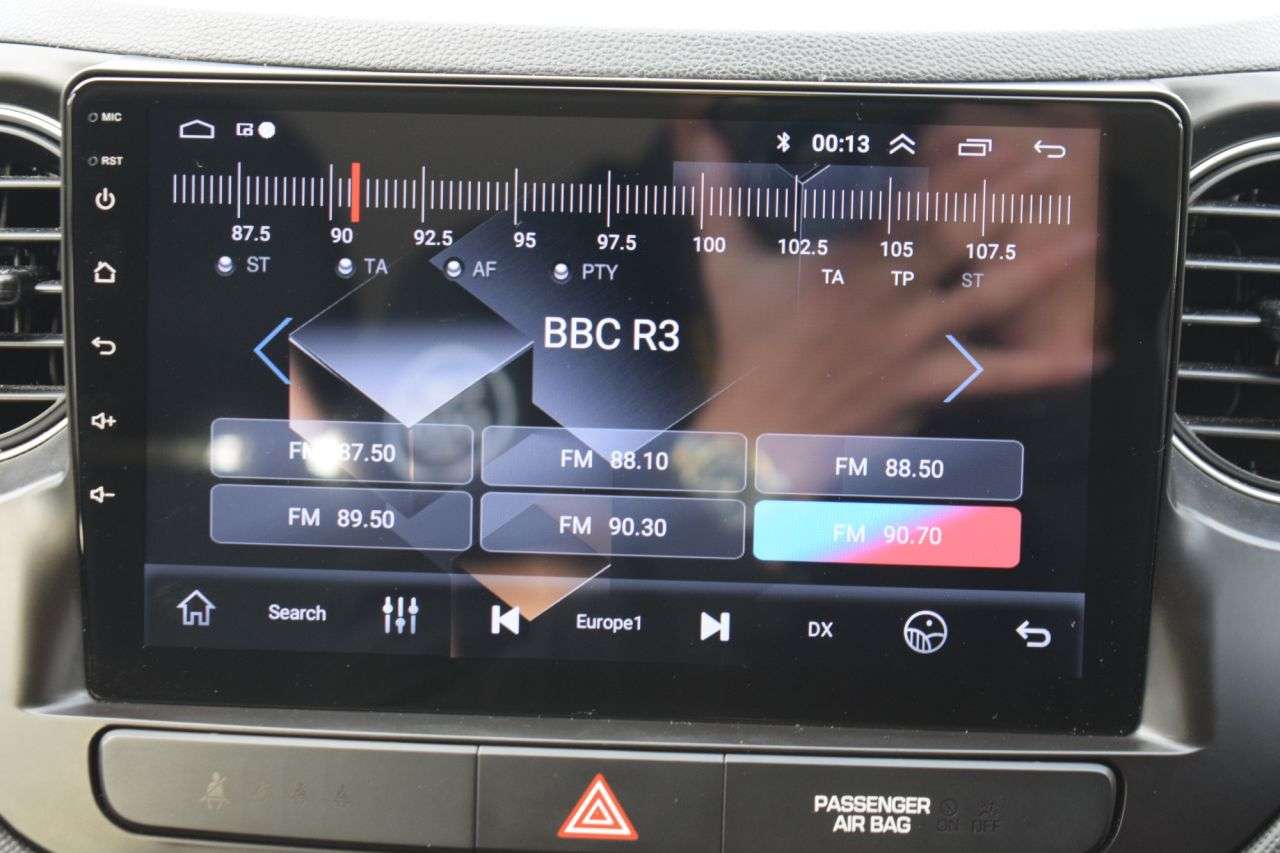 MIC
00:13
RST
87.5 90 92.5 95 97.5 100 102.5 105 107.5
ST TA AF PTY TA TP ST
BBC R3
FM 87.50 FM 88.10 FM 88.50
FM 89.50 FM 90.30 FM 90.70
Search Europe1 DX
PASSENGER
AIR BAG ON OFF